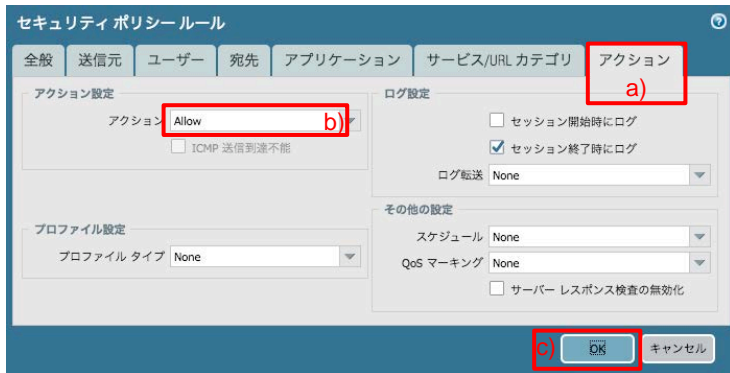 セキュリティ ポリシー ルール
全般 送信元 ユーザー 宛先 アプリケーション サービス/URL カテゴリ アクション
a)
アクション設定
アクション Allow b)
ICMP 送信到達不能
ログ設定
セッション開始時にログ
セッション終了時にログ
ログ転送 None
プロファイル設定
プロファイル タイプ None
その他の設定
スケジュール None
QoS マーキング None
サーバー レスポンス検査の無効化
c) OK キャンセル